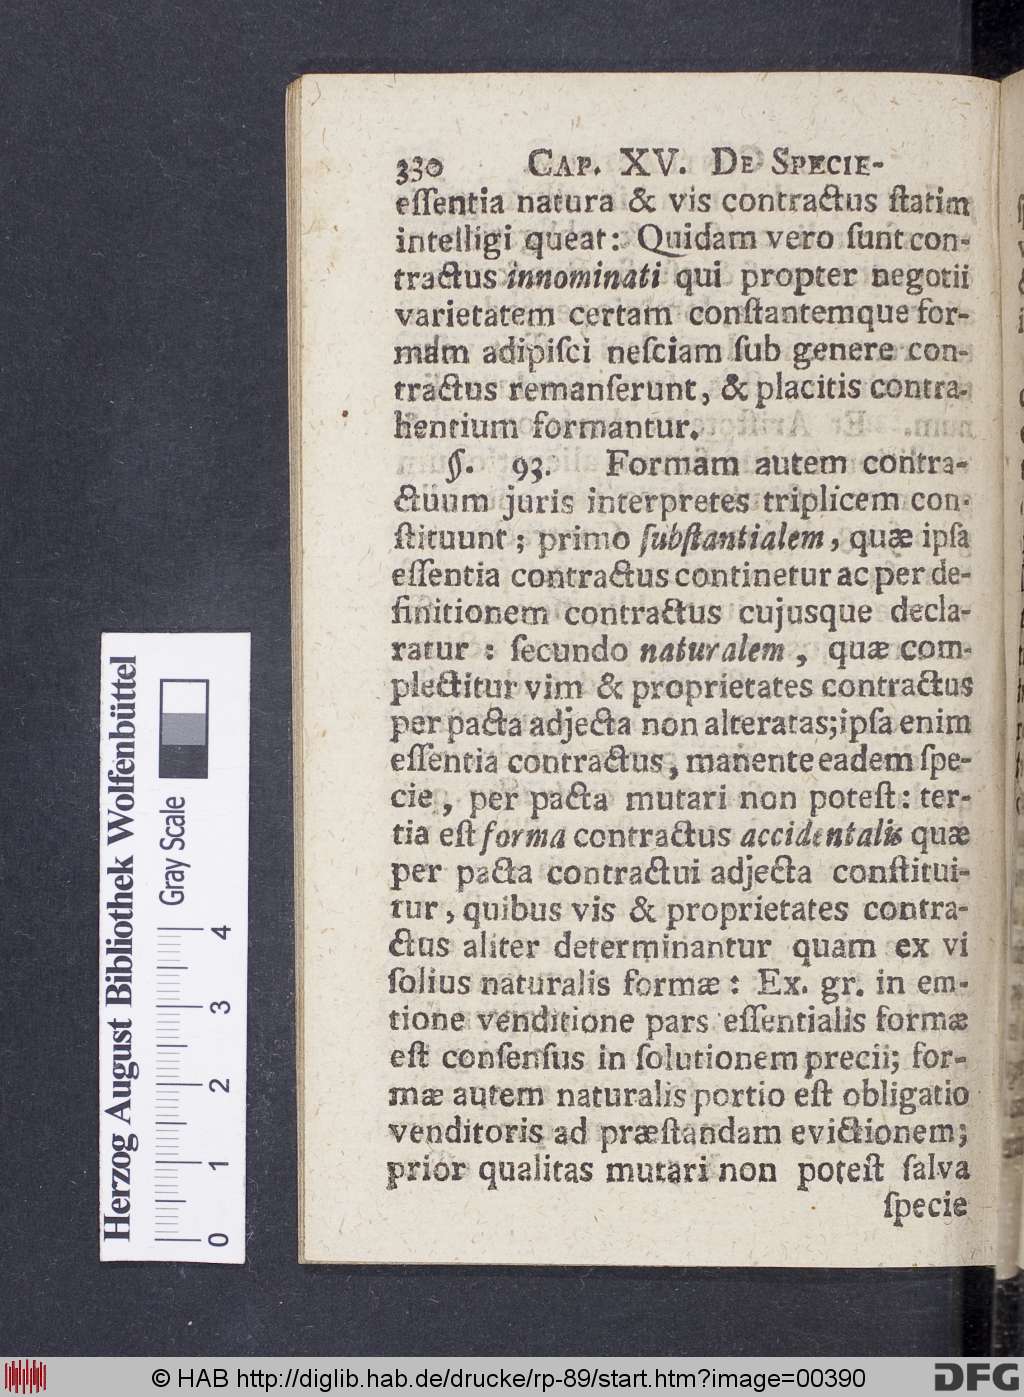 330 CAP. XV. DE SPECIE-
eſſentia natura & vis contractus ſtatim
intelligi queat: Quidam vero ſunt con-
tractus innominati qui propter negotii
varietatem certam conſtantemque for-
mam adipiſci neſciam ſub genere con-
tractus remanſerunt, & placitis contra-
hentium formantur.
§. 93. Formam autem contra-
ctuum juris interpretes triplicem con-
ſtituunt; primo ſubſtantialem, quæ ipſa
eſſentia contractus continetur ac per de-
finitionem contractus cujusque decla-
ratur : ſecundo naturalem, quæ com-
plectitur vim & proprietates contractus
per pacta adjecta non alteratas; ipſa enim
eſſentia contractus, manente eadem ſpe-
cie, per pacta mutari non poteſt: ter-
tia eſt forma contractus accidentalis quæ
per pacta contractui adjecta conſtitui-
tur, quibus vis & proprietates contra-
ctus aliter determinantur quam ex vi
ſolius naturalis formæ: Ex. gr. in em-
tione venditione pars eſſentialis formæ
eſt conſenſus in ſolutionem precii; for-
mæ autem naturalis portio eſt obligatio
venditoris ad præſtandam evictionem;
prior qualitas mutari non poteſt ſalva
ſpecie
Herzog August Bibliothek Wolfenbüttel
Gray Scale
0 1 2 3 4
© HAB http://diglib.hab.de/drucke/rp-89/start.htm?image=00390
DFG